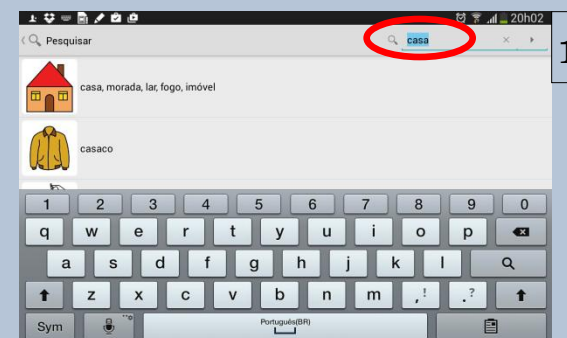 20h02
Pesquisar casa
1
casa, morada, lar, fogo, imóvel
casaco
1 2 3 4 5 6 7 8 9 0
q w e r t y u i o p
a s d f g h j k l
z x c v b n m ,! .?
Sym Português(BR)